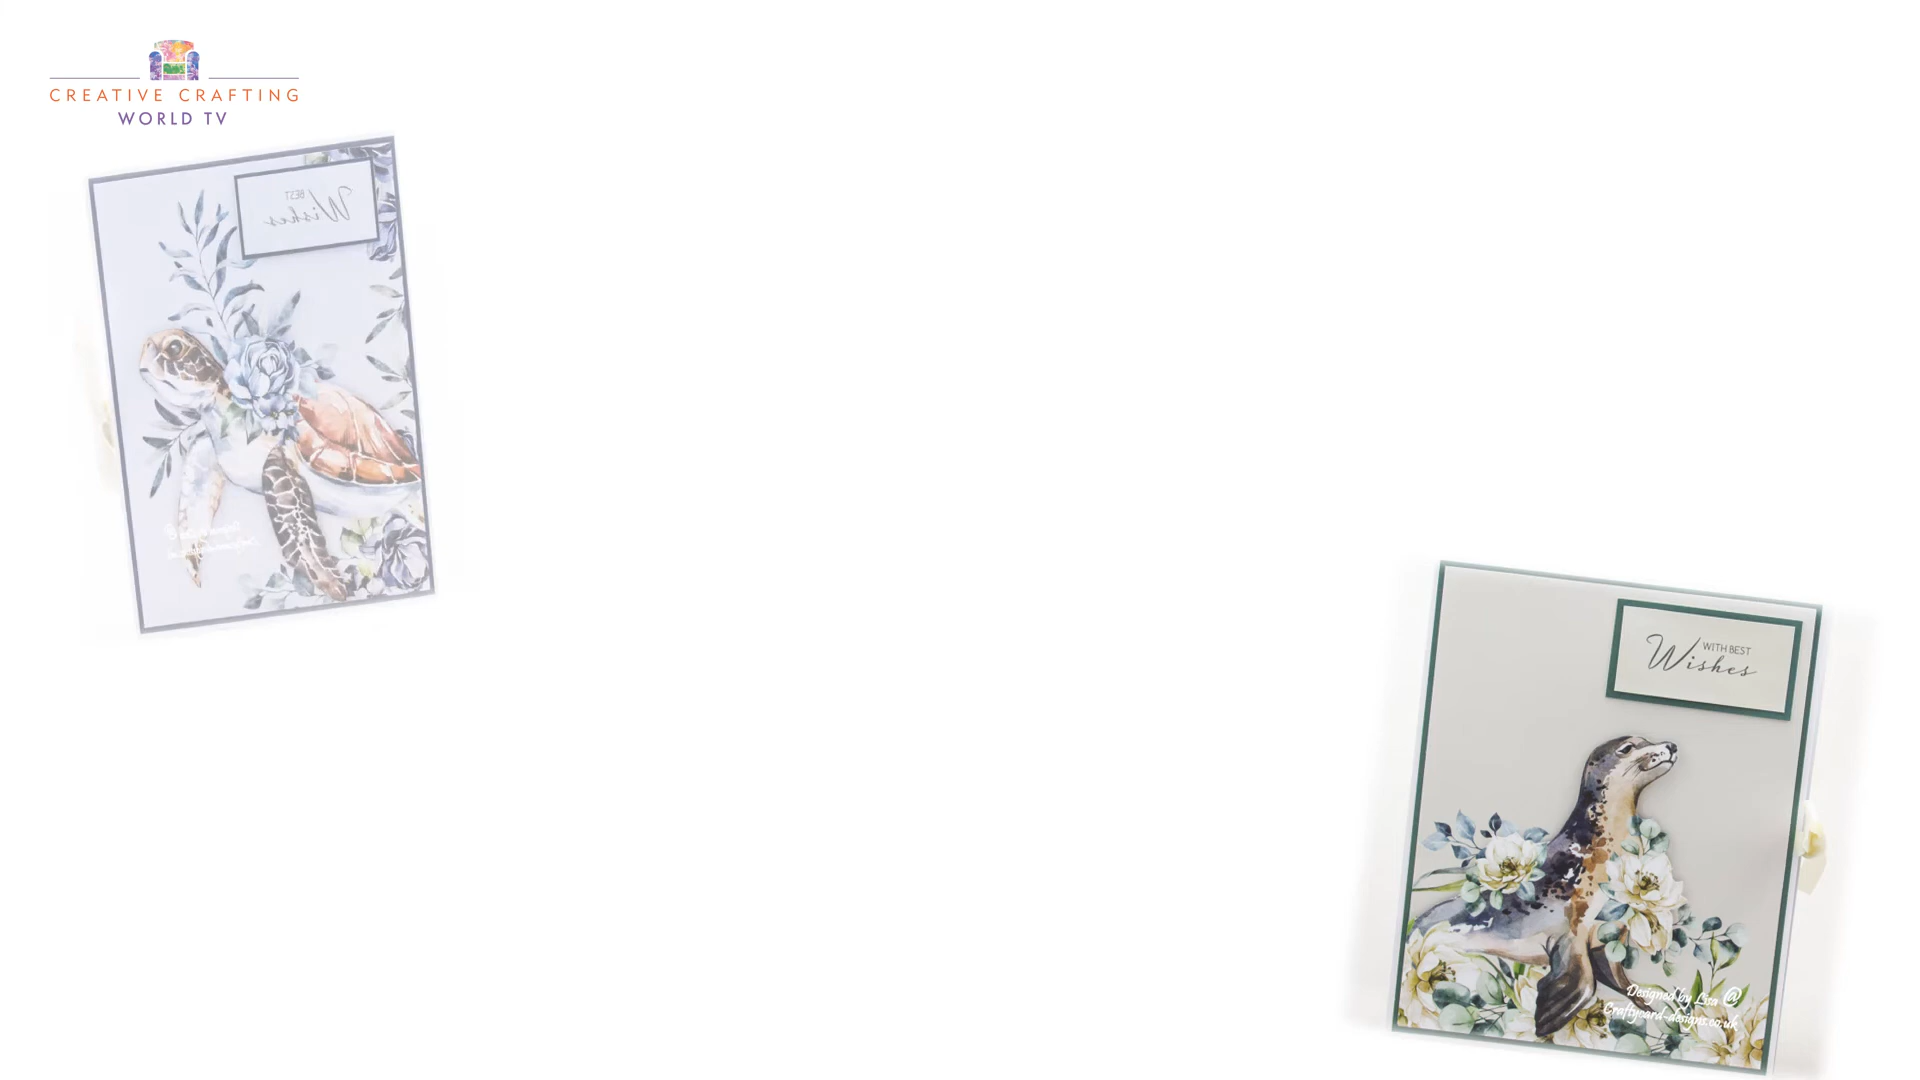 CREATIVE CRAFTING
WORLD TV
BEST
Wishes
WITH BEST
Wishes
Designed by Lisa @
Craftycard-designs.co.uk